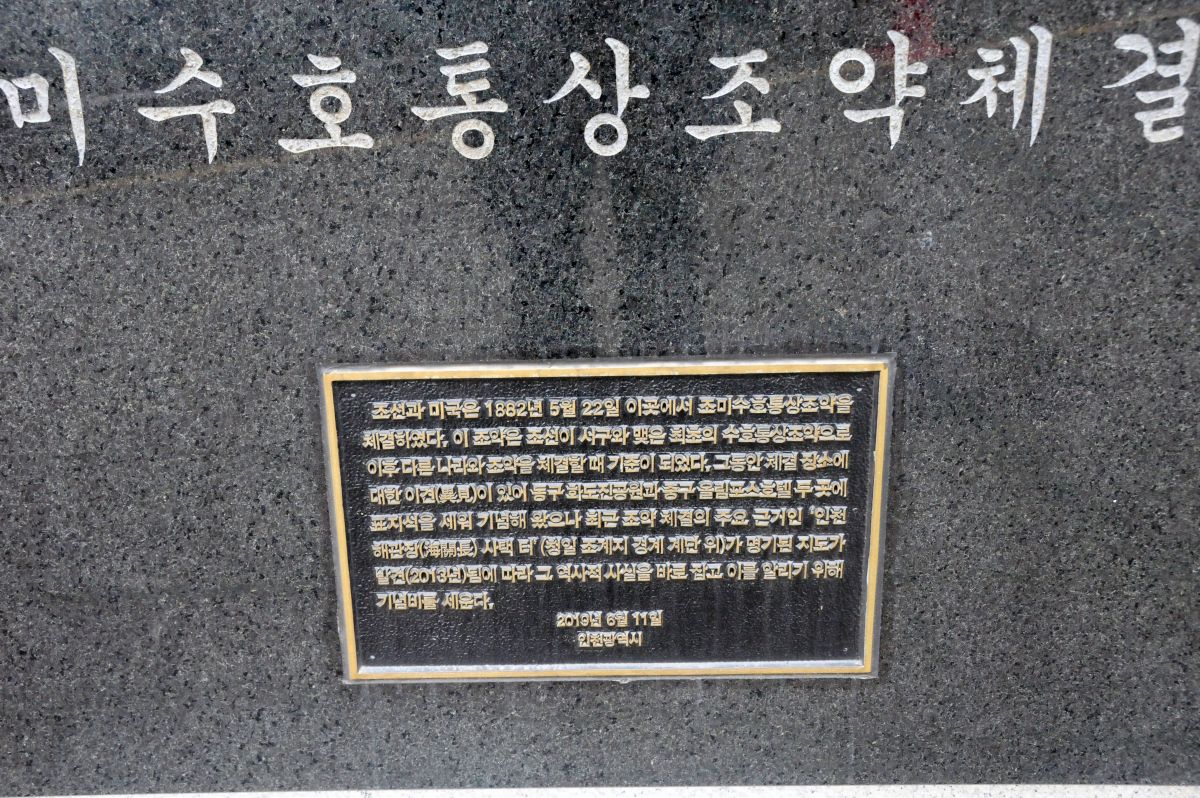 미수호통상조약체결
조선과 미국은 1882년 5월 22일 이곳에서 조미수호통상조약을
체결하였다. 이 조약은 조선이 서구와 맺은 최초의 수호통상조약으로
이후 다른 나라와 조약을 체결할 때 기준이 되었다. 그동안 체결 장소에
대한 이견(異見)이 있어 동구 화도진공원과 중구 올림포스호텔 두 곳에
표지석을 세워 기념해 왔으나 최근 조약 체결의 주요 근거인 '인천
해관장(海關長) 사택 터' (청일 조계지 경계 계단 위)가 명기된 지도가
발견(2013년)됨에 따라 그 역사적 사실을 바로 잡고 이를 알리기 위해
기념비를 세운다.
6월 11일
인천광역시